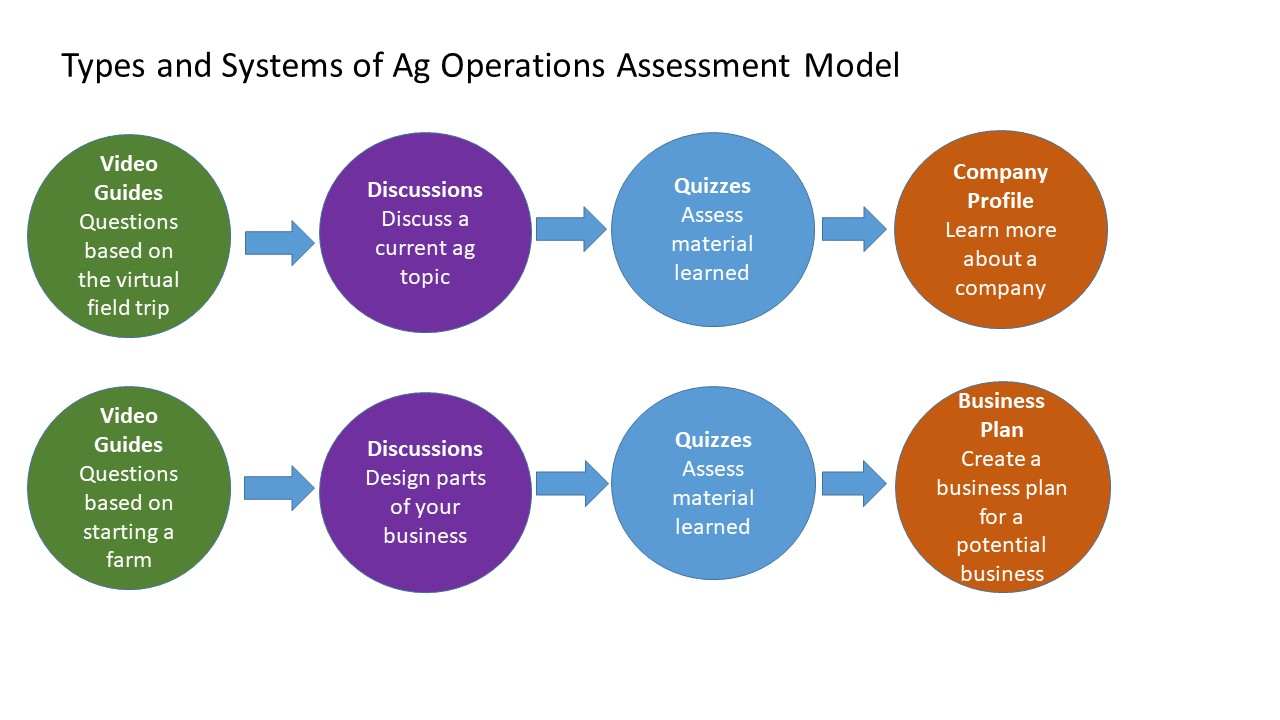 Types and Systems of Ag Operations Assessment Model
Video
Guides
Questions
based on
the virtual
field trip
Discussions
Discuss a
current ag
topic
Quizzes
Assess
material
learned
Company
Profile
Learn more
about a
company
Video
Guides
Questions
based on
starting a
farm
Discussions
Design parts
of your
business
Quizzes
Assess
material
learned
Business
Plan
Create a
business plan
for a
potential
business